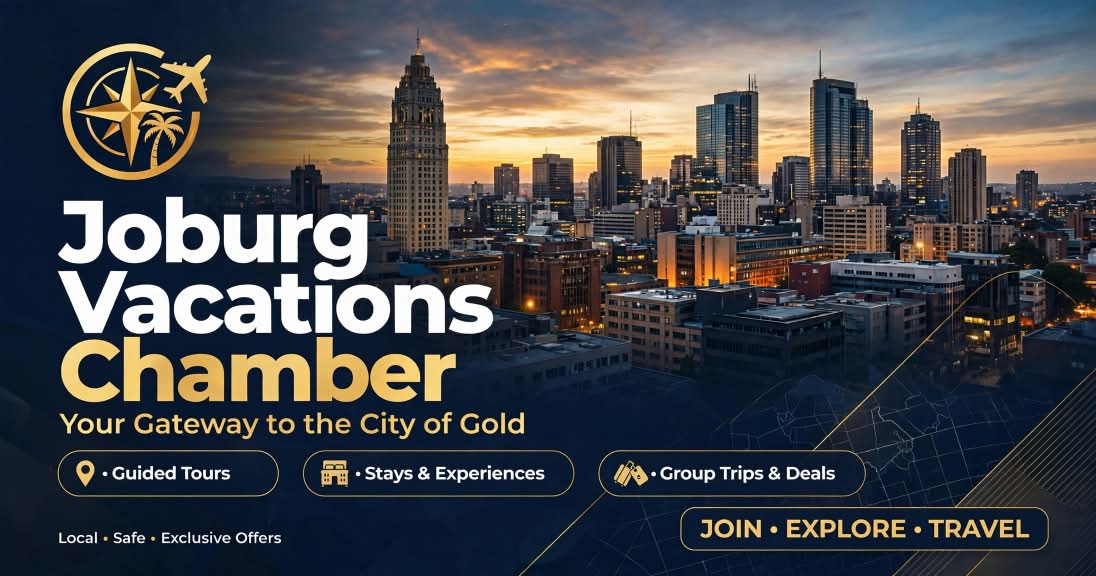 Joburg
Vacations
Chamber
Your Gateway to the City of Gold
• Guided Tours
• Stays & Experiences
• Group Trips & Deals
Local • Safe • Exclusive Offers
JOIN • EXPLORE • TRAVEL